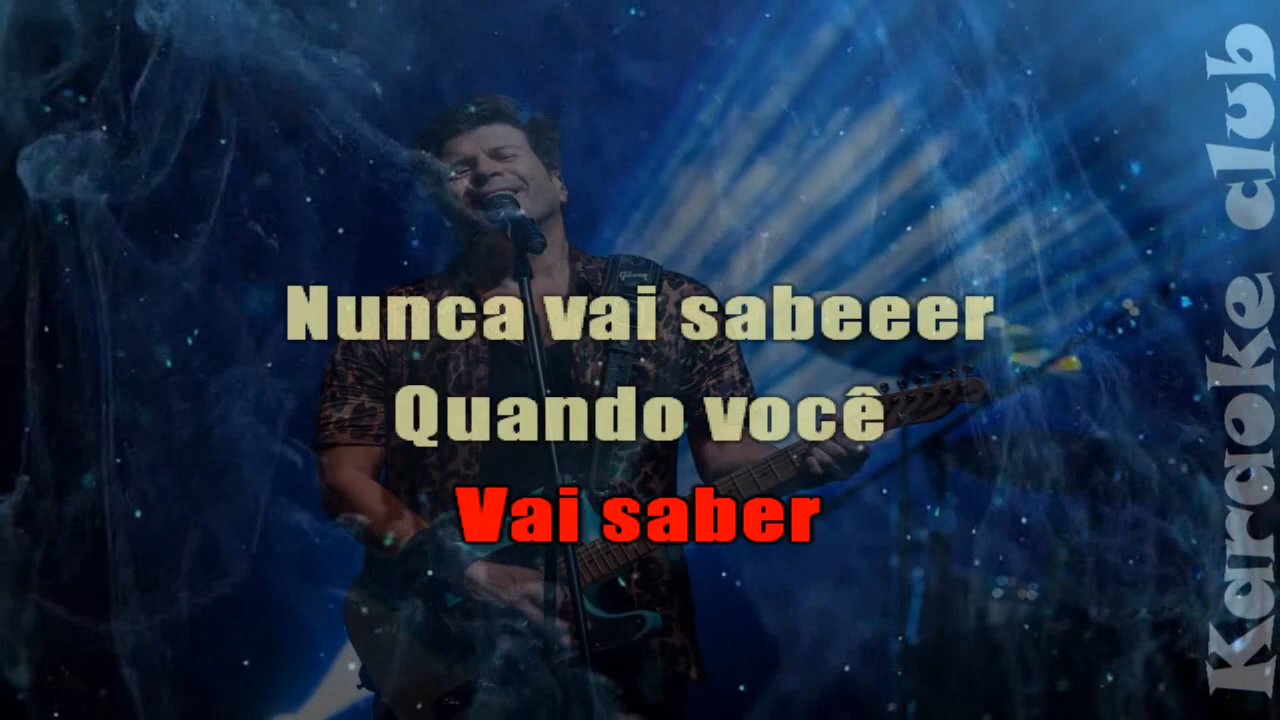 Nunca vai sabeeer
Quando você
Vai saber
Karaoke club